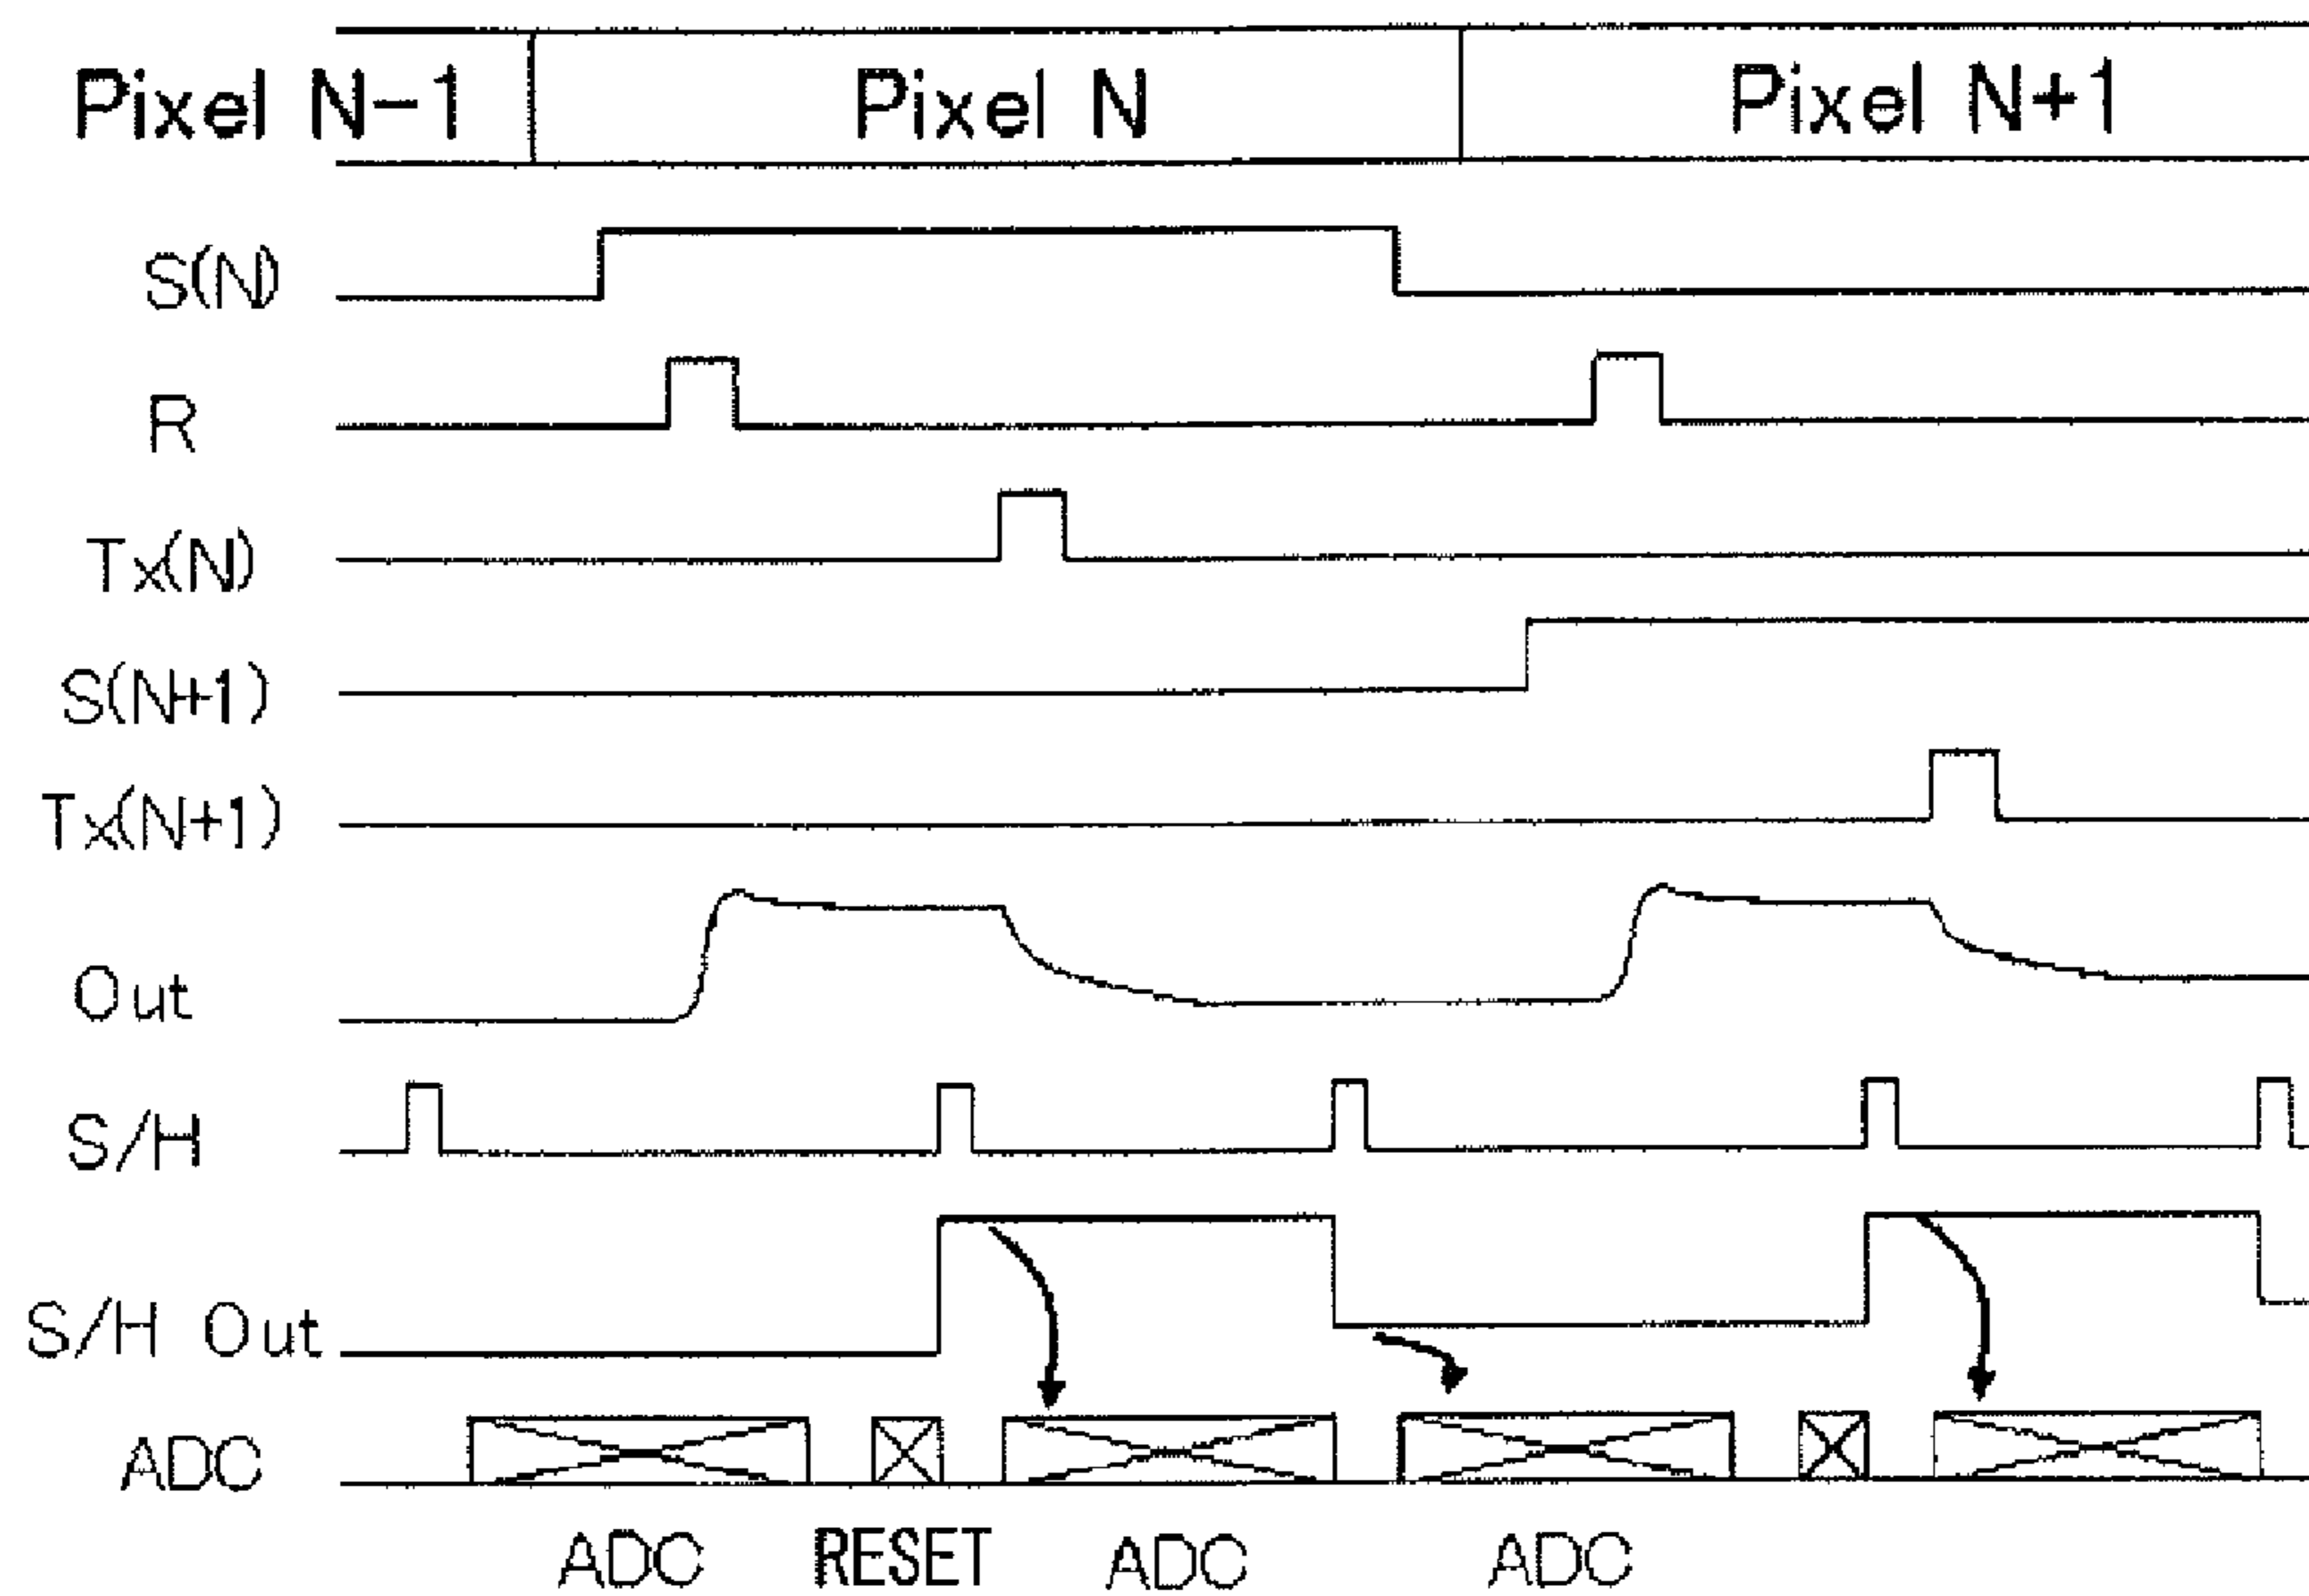 Pixel N-1 Pixel N Pixel N+1
S(N)
R
Tx(N)
S(N+1)
Tx(N+1)
Out
S/H
S/H Out
ADC
ADC RESET ADC ADC